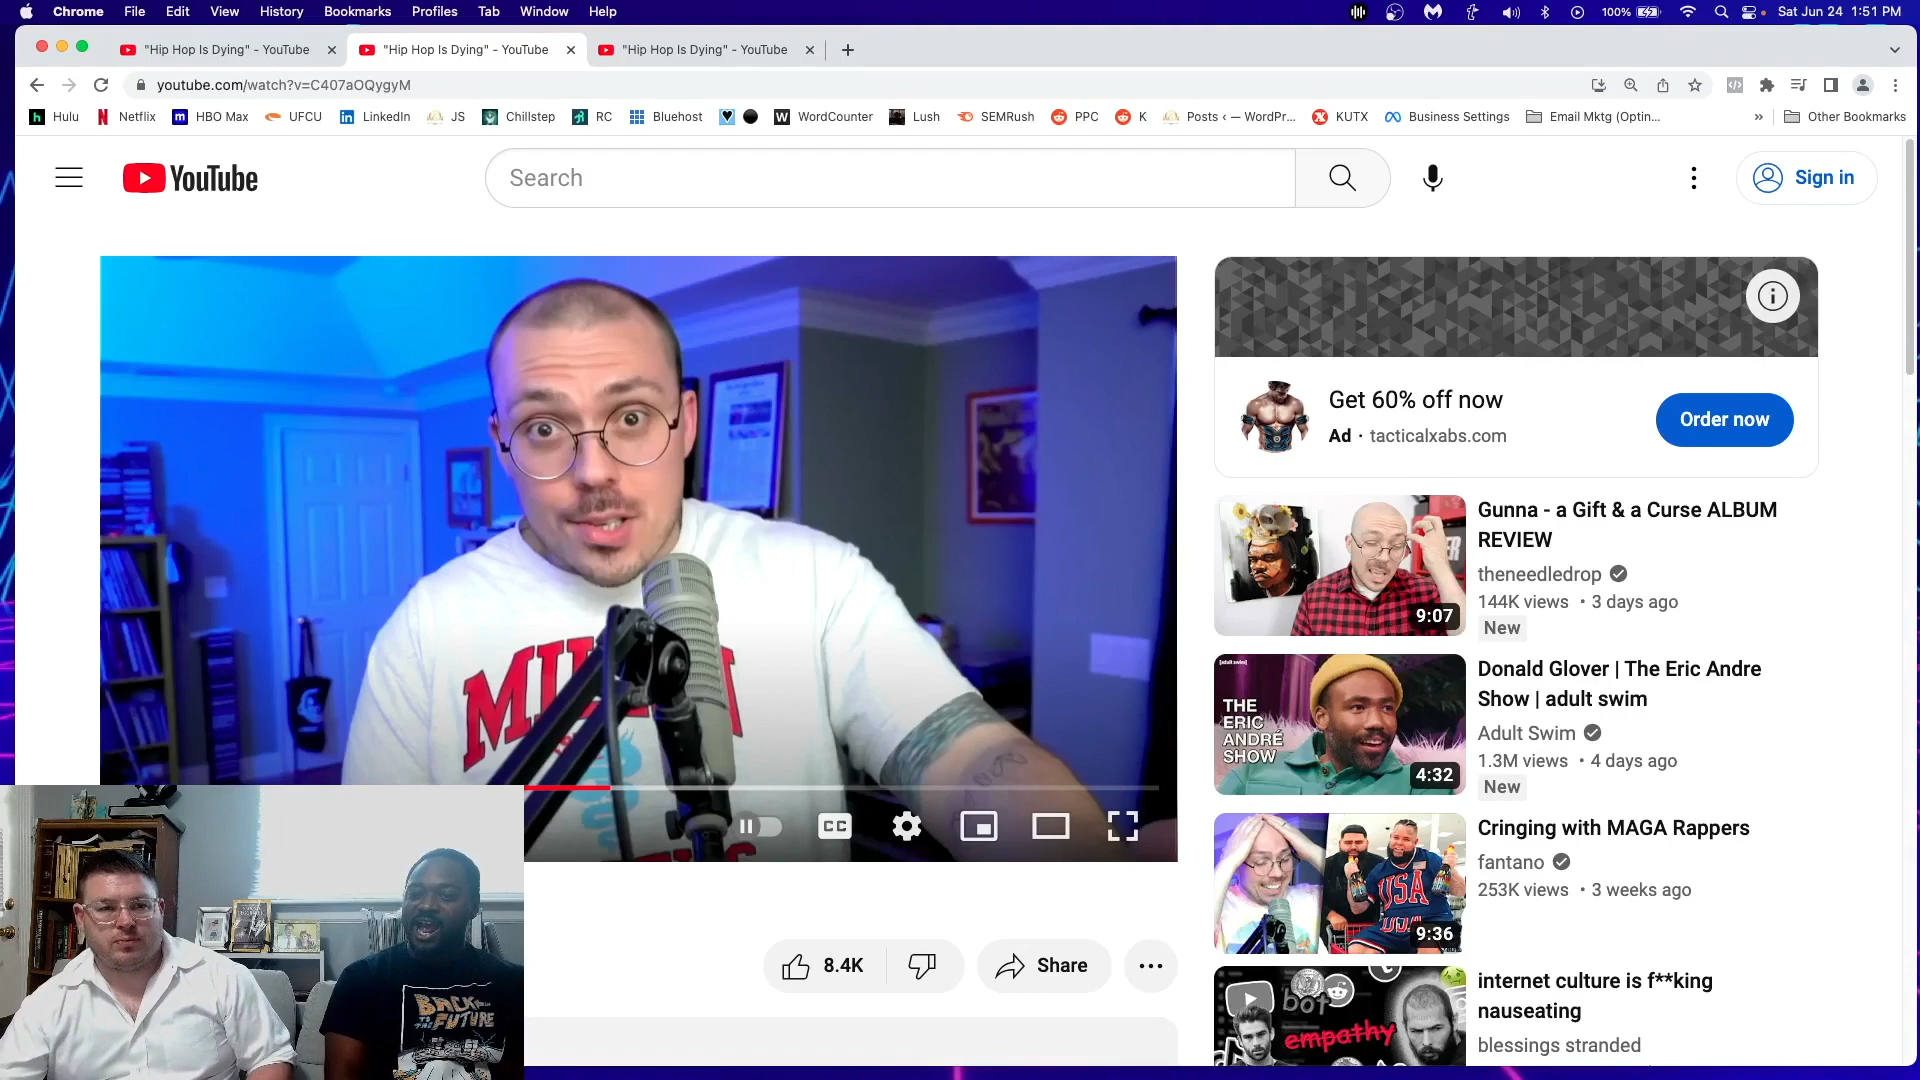 Chrome File Edit View History Bookmarks Profiles Tab Window Help 100% Sat Jun 24 1:51 PM
"Hip Hop Is Dying" - YouTube "Hip Hop Is Dying" - YouTube "Hip Hop Is Dying" - YouTube
youtube.com/watch?v=C407aOQygyM
Hulu Netflix HBO Max UFCU LinkedIn JS Chillstep RC Bluehost WordCounter Lush SEMRush PPC K Posts ‹ — WordPr... KUTX Business Settings Email Mktg (Optin... » Other Bookmarks
YouTube
Search
Sign in
Get 60% off now
Ad · tacticalxabs.com
Order now
Gunna - a Gift & a Curse ALBUM
REVIEW
theneedledrop
144K views • 3 days ago
New
9:07
[adult swim]
THE
ERIC
ANDRÉ
SHOW
4:32
Donald Glover | The Eric Andre
Show | adult swim
Adult Swim
1.3M views • 4 days ago
New
CC
USA
9:36
Cringing with MAGA Rappers
fantano
253K views • 3 weeks ago
8.4K
Share
BACK
TO THE
FUTURE
bot
empathy
internet culture is f**king
nauseating
blessings stranded